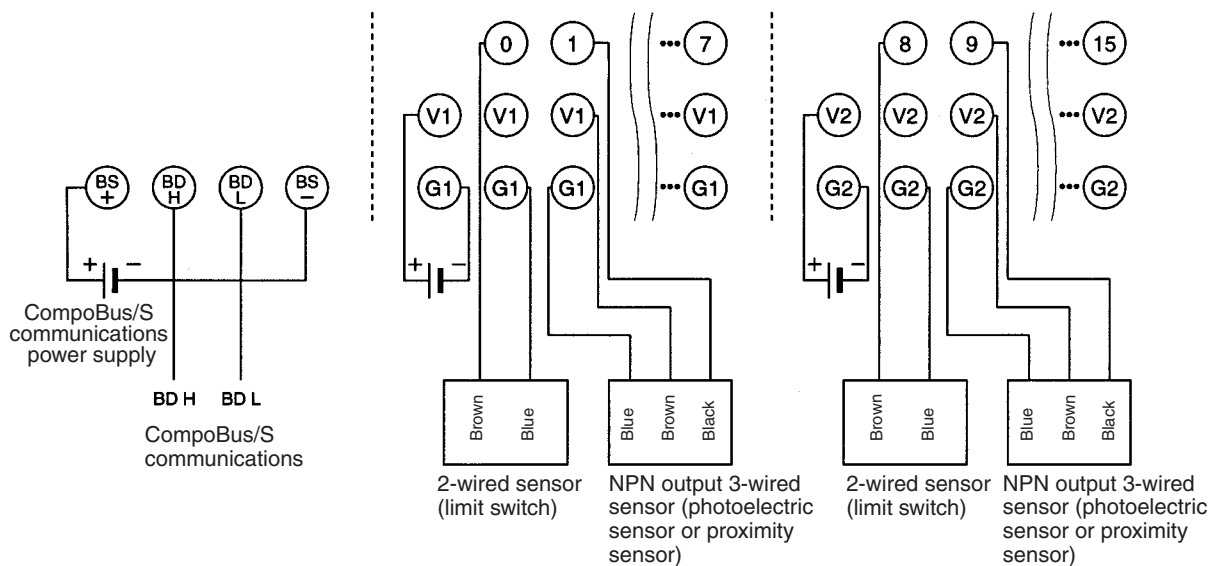 0 1 ••• 7 8 9 ••• 15
V1 V1 V1 ••• V1 V2 V2 V2 ••• V2
BS + BD H BD L BS − G1 G1 G1 ••• G1 G2 G2 G2 ••• G2
+ −
CompoBus/S
communications
power supply
BD H BD L
CompoBus/S
communications
+ −
Brown Blue
2-wired sensor
(limit switch)
Blue Brown Black
NPN output 3-wired
sensor (photoelectric
sensor or proximity
sensor)
+ −
Brown Blue
2-wired sensor
(limit switch)
Blue Brown Black
NPN output 3-wired
sensor (photoelectric
sensor or proximity
sensor)